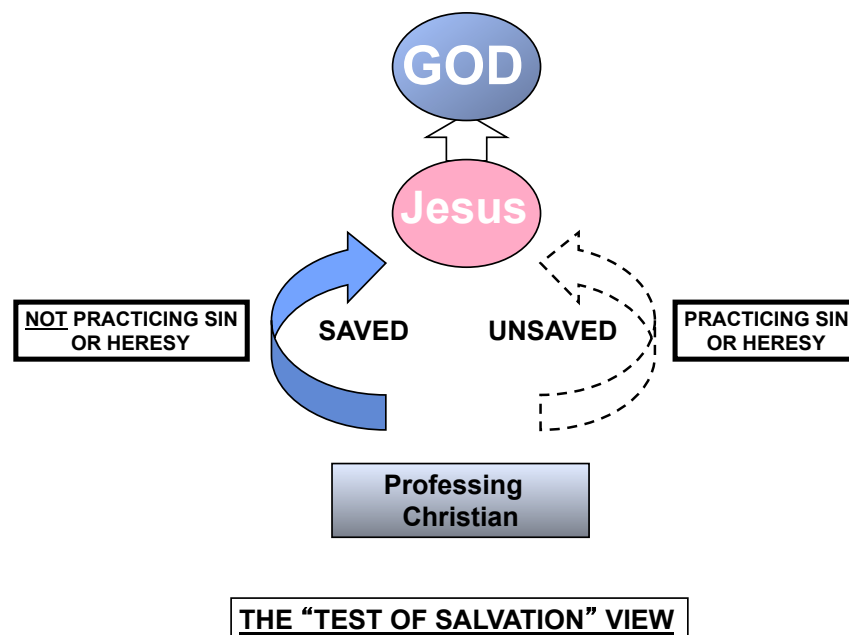 GOD
Jesus
NOT PRACTICING SIN
OR HERESY
SAVED
UNSAVED
PRACTICING SIN
OR HERESY
Professing
Christian
THE “TEST OF SALVATION” VIEW